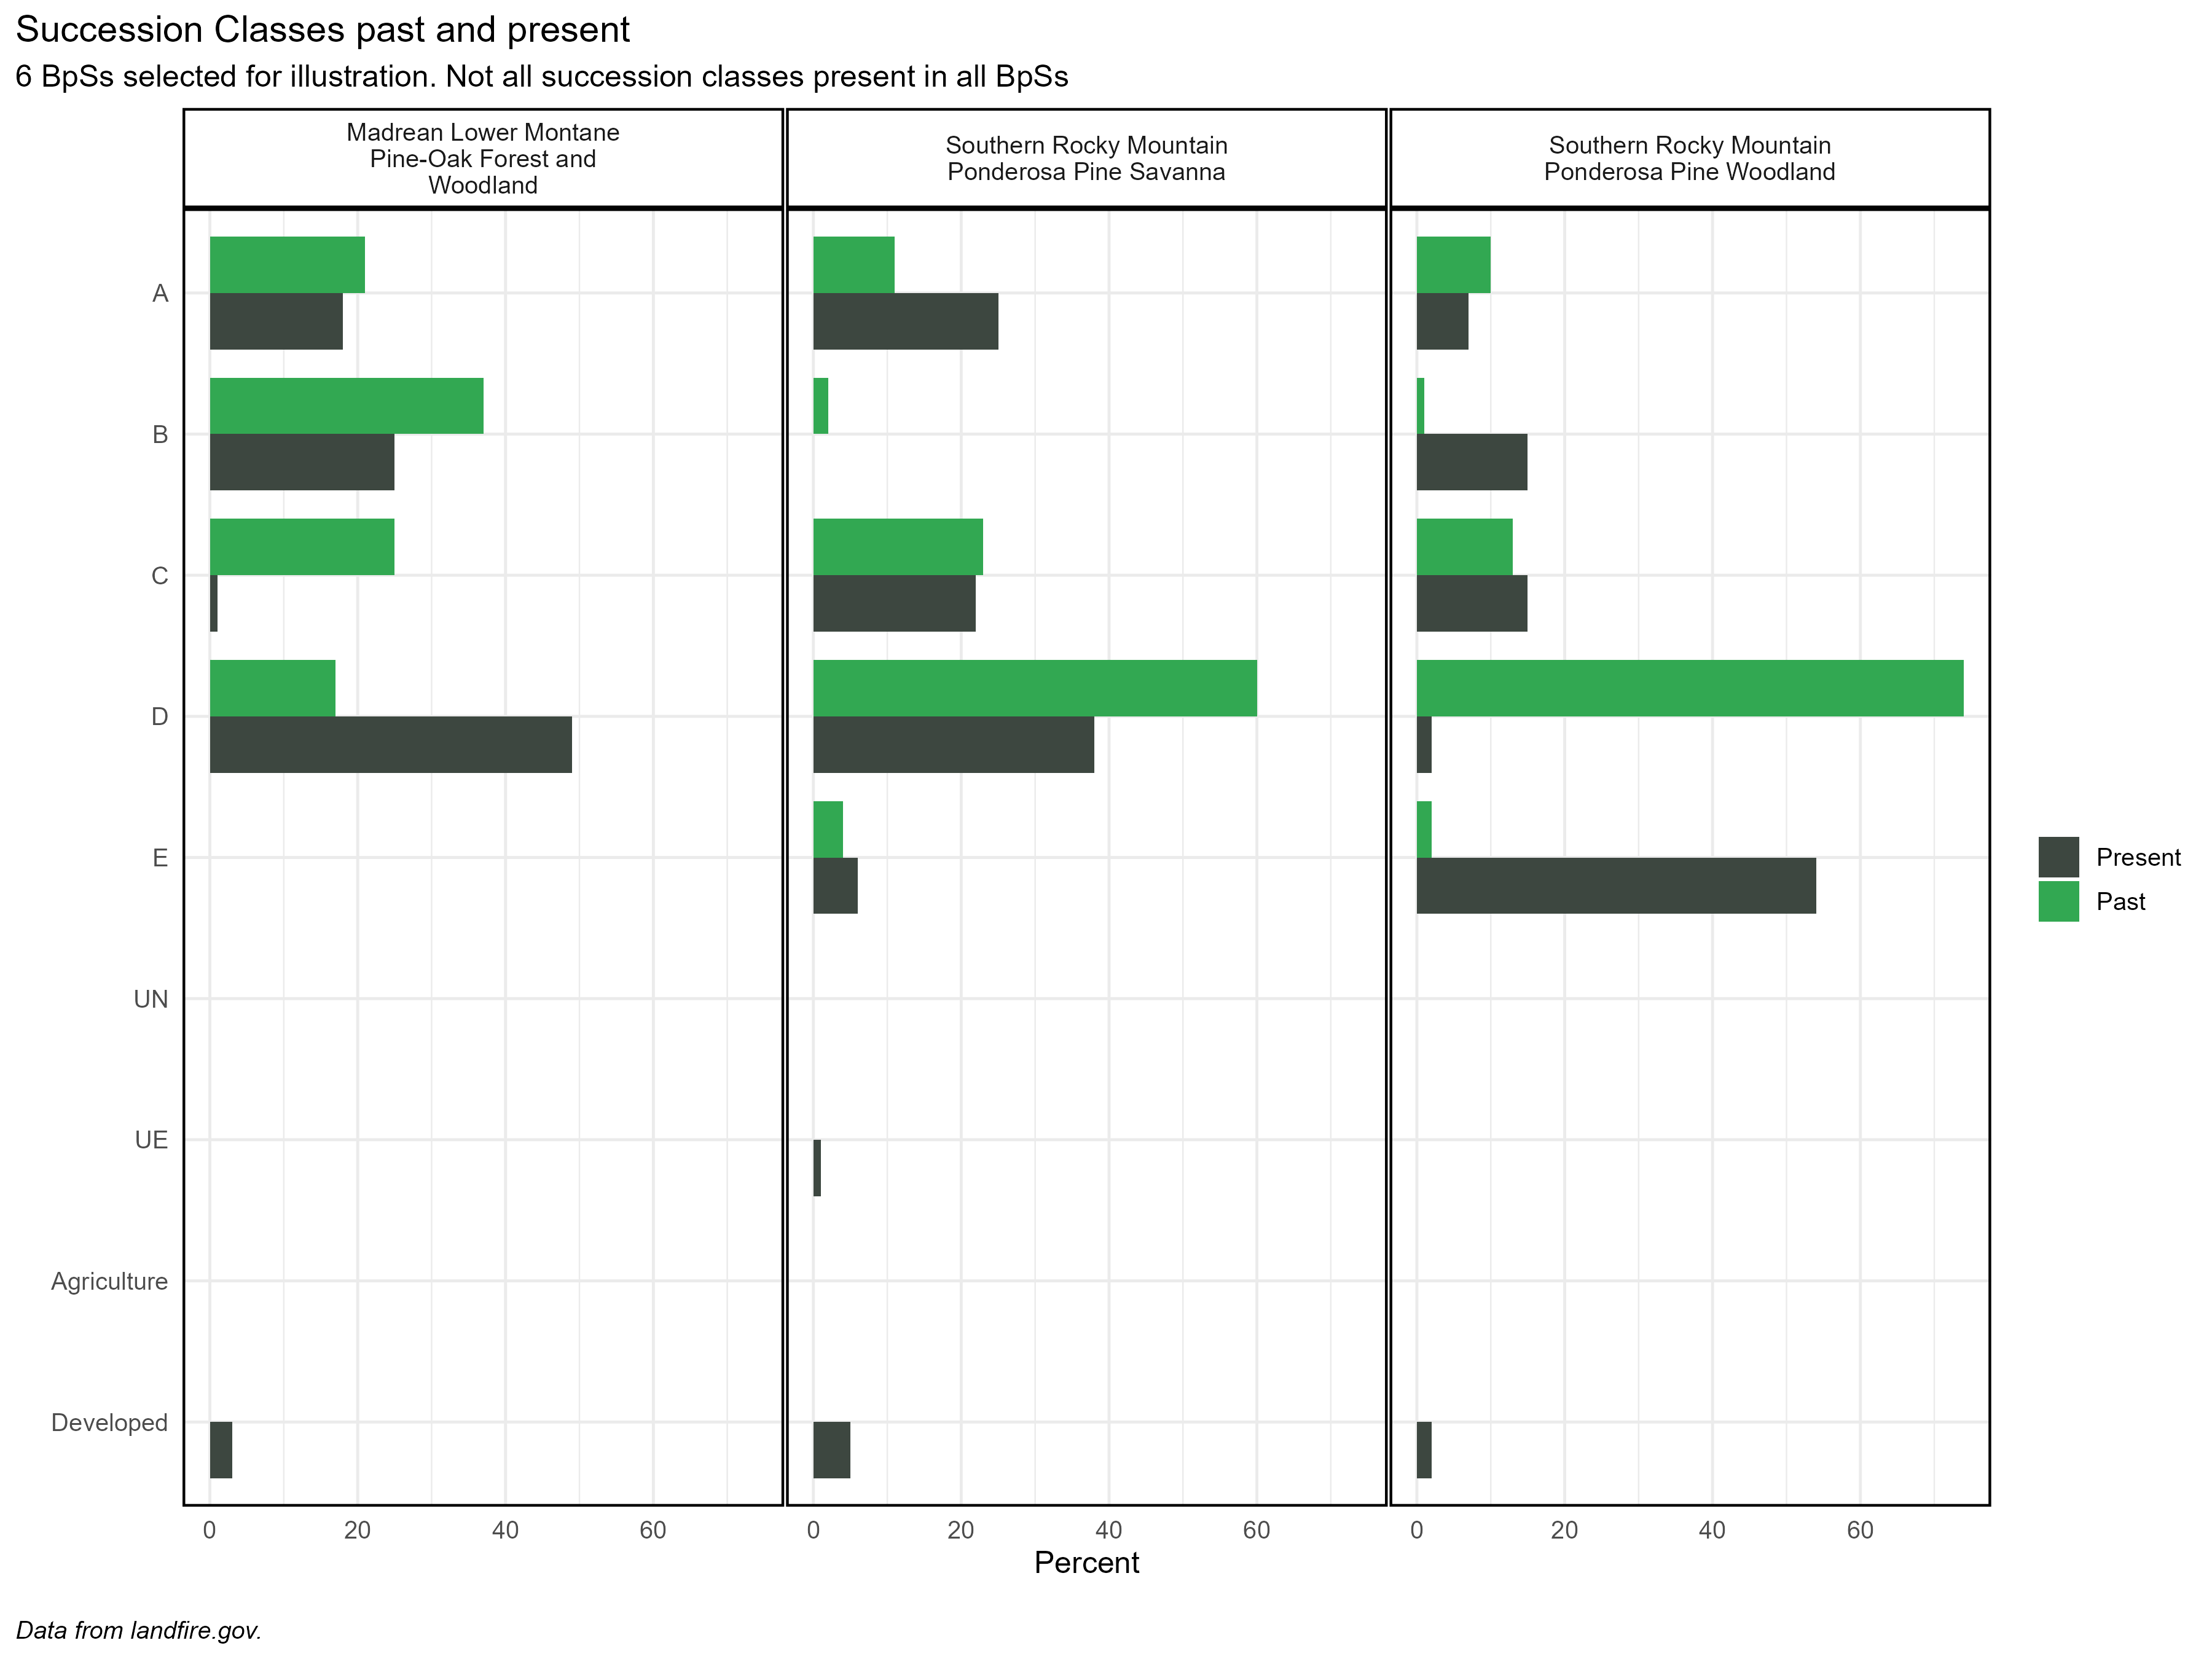 Succession Classes past and present
6 BpSs selected for illustration. Not all succession classes present in all BpSs
Madrean Lower Montane
Pine-Oak Forest and
Woodland
Southern Rocky Mountain
Ponderosa Pine Savanna
Southern Rocky Mountain
Ponderosa Pine Woodland
A
B
C
D
E
UN
UE
Agriculture
Developed
Present
Past
0 20 40 60 0 20 40 60 0 20 40 60
Percent
Data from landfire.gov.